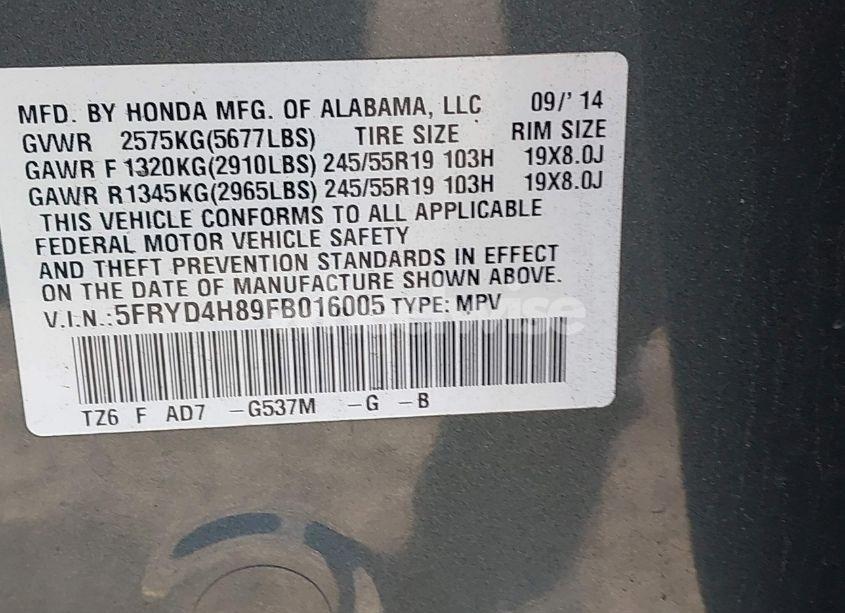 MFD. BY HONDA MFG. OF ALABAMA, LLC 09/' 14
GVWR 2575KG(5677LBS) TIRE SIZE RIM SIZE
GAWR F 1320KG(2910LBS) 245/55R19 103H 19X8.0J
GAWR R 1345KG(2965LBS) 245/55R19 103H 19X8.0J
THIS VEHICLE CONFORMS TO ALL APPLICABLE
FEDERAL MOTOR VEHICLE SAFETY
AND THEFT PREVENTION STANDARDS IN EFFECT
ON THE DATE OF MANUFACTURE SHOWN ABOVE.
V.I.N.:5FRYD4H89FB016005 TYPE: MPV
TZ6 F AD7 -G537M -G -B